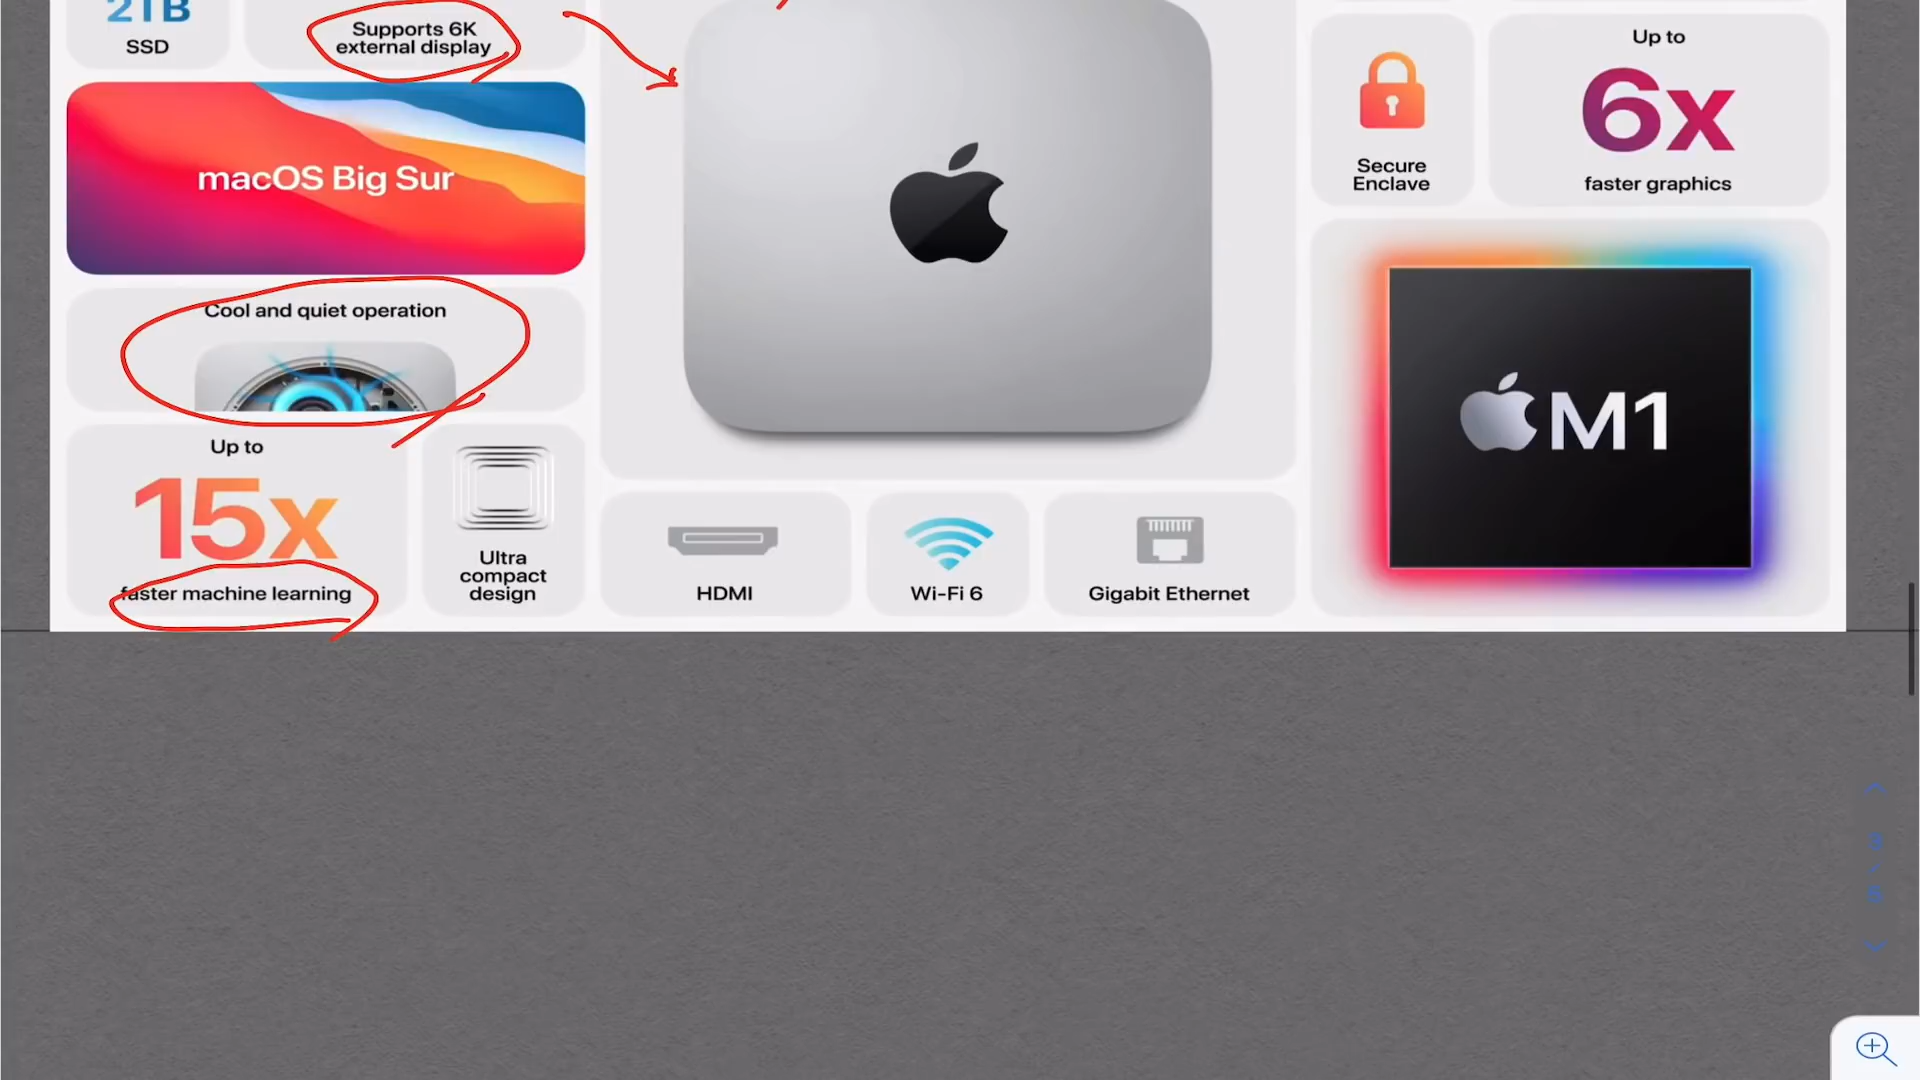 2TB
SSD
Supports 6K
external display
macOS Big Sur
Cool and quiet operation
Up to
15x
faster machine learning
Ultra
compact
design
HDMI
Wi-Fi 6
Gigabit Ethernet
Secure
Enclave
Up to
6x
faster graphics
M1